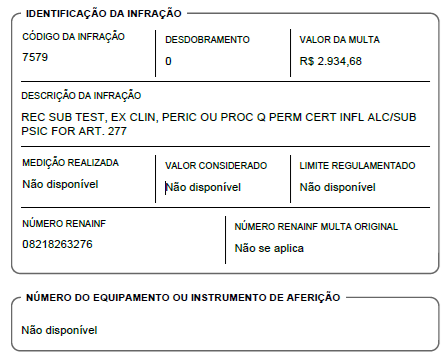 IDENTIFICAÇÃO DA INFRAÇÃO
CÓDIGO DA INFRAÇÃO
7579
DESDOBRAMENTO
0
VALOR DA MULTA
R$ 2.934,68
DESCRIÇÃO DA INFRAÇÃO
REC SUB TEST, EX CLIN, PERIC OU PROC Q PERM CERT INFL ALC/SUB
PSIC FOR ART. 277
MEDIÇÃO REALIZADA
Não disponível
VALOR CONSIDERADO
Não disponível
LIMITE REGULAMENTADO
Não disponível
NÚMERO RENAINF
08218263276
NÚMERO RENAINF MULTA ORIGINAL
Não se aplica
NÚMERO DO EQUIPAMENTO OU INSTRUMENTO DE AFERIÇÃO
Não disponível